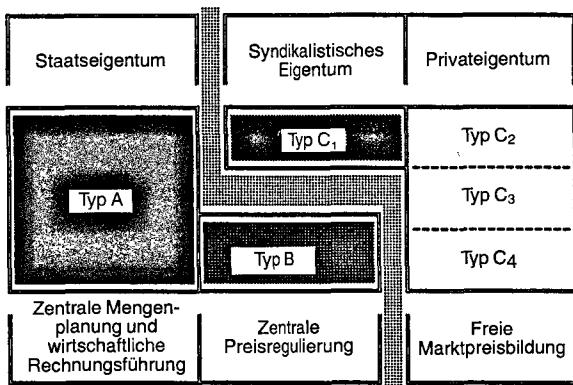 Staatseigentum
Syndikalistisches
Eigentum
Privateigentum
Typ C₁
Typ C₂
Typ A
Typ C₃
Typ B
Typ C₄
Zentrale Mengen-
planung und
wirtschaftliche
Rechnungsführung
Zentrale
Preisregulierung
Freie
Marktpreisbildung